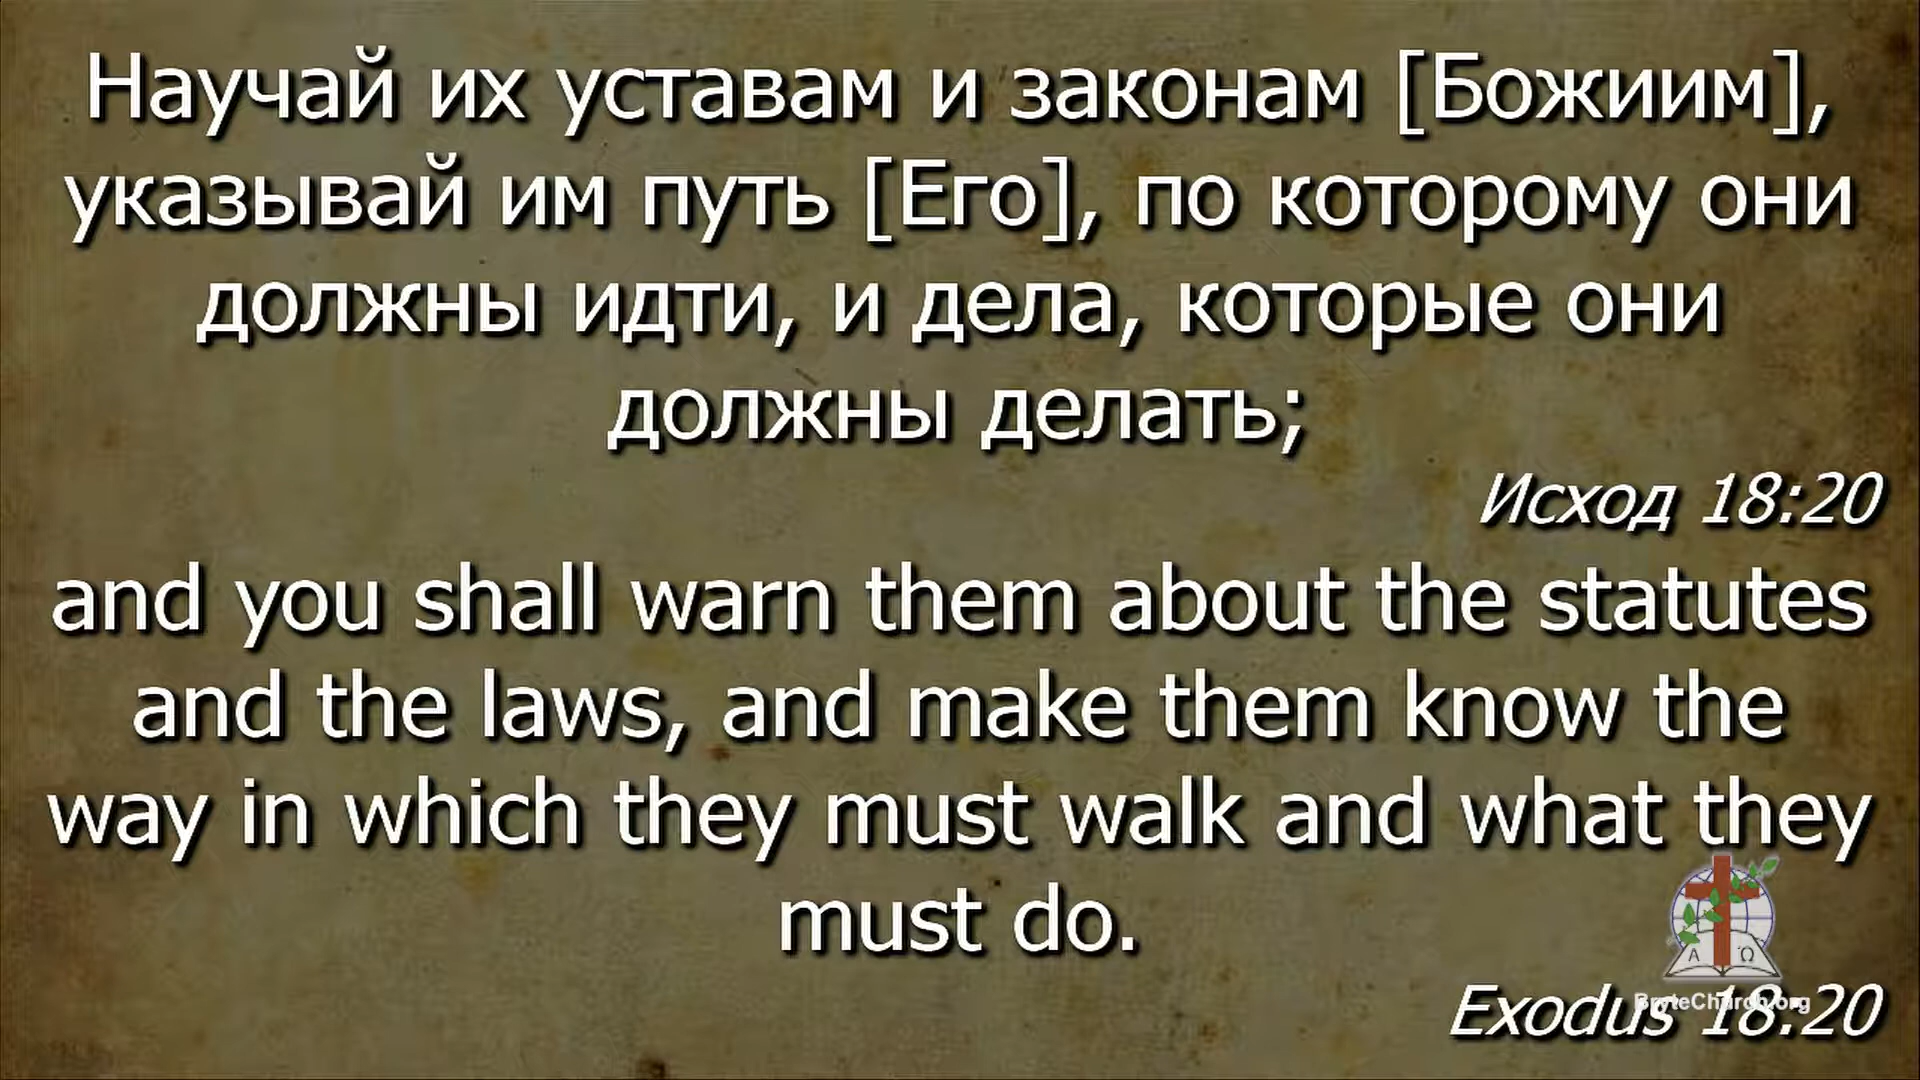 Научай их уставам и законам [Божиим],
указывай им путь [Его], по которому они
должны идти, и дела, которые они
должны делать;
Исход 18:20
and you shall warn them about the statutes
and the laws, and make them know the
way in which they must walk and what they
must do.
Α Ω
BryteChurch.org
Exodus 18:20